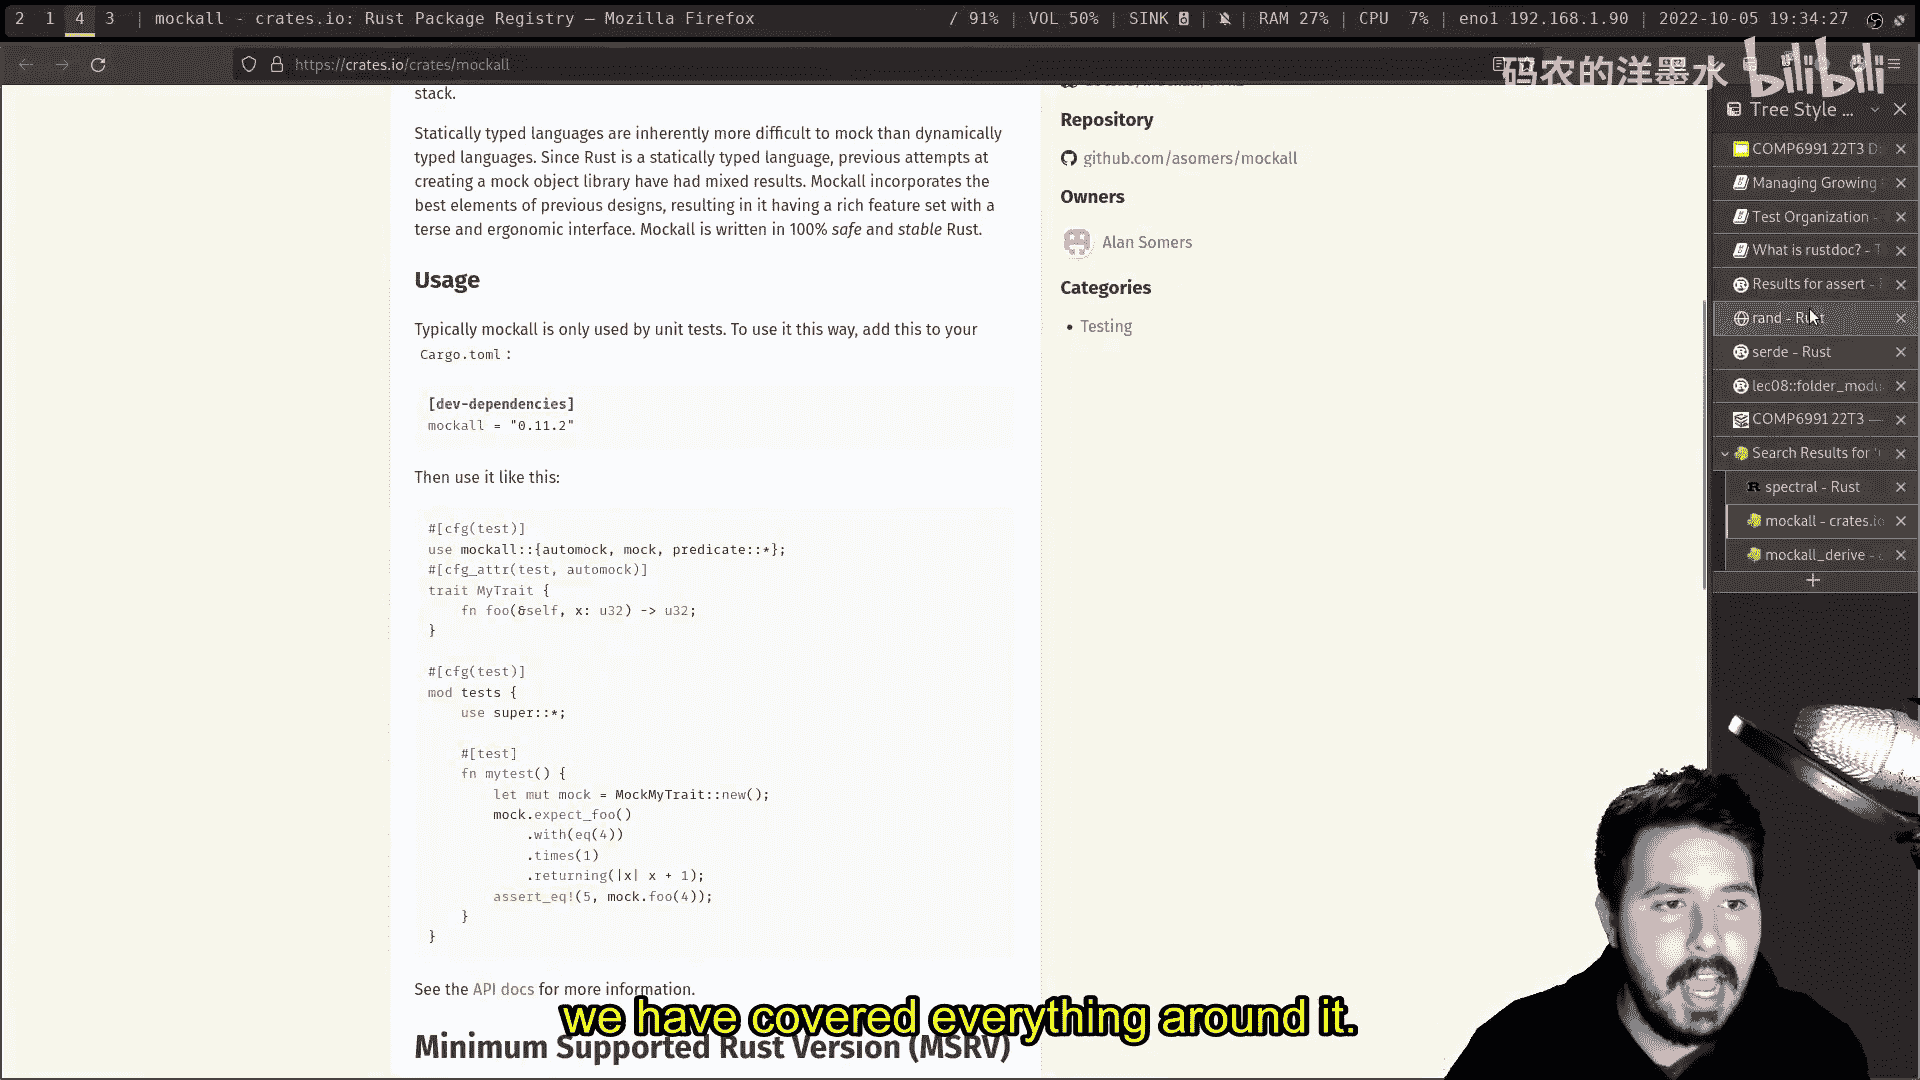 2 1 4 3 | mockall - crates.io: Rust Package Registry — Mozilla Firefox
/ 91% | VOL 50% | SINK | RAM 27% | CPU 7% | eno1 192.168.1.90 | 2022-10-05 19:34:27
https://crates.io/crates/mockall
码农的洋墨水 bilibili
stack.
Statically typed languages are inherently more difficult to mock than dynamically
typed languages. Since Rust is a statically typed language, previous attempts at
creating a mock object library have had mixed results. Mockall incorporates the
best elements of previous designs, resulting in it having a rich feature set with a
terse and ergonomic interface. Mockall is written in 100% safe and stable Rust.
Usage
Typically mockall is only used by unit tests. To use it this way, add this to your
Cargo.toml :
[dev-dependencies]
mockall = "0.11.2"
Then use it like this:
#[cfg(test)]
use mockall::{automock, mock, predicate::*};
#[cfg_attr(test, automock)]
trait MyTrait {
    fn foo(&self, x: u32) -> u32;
}
#[cfg(test)]
mod tests {
    use super::*;
    #[test]
    fn mytest() {
        let mut mock = MockMyTrait::new();
        mock.expect_foo()
            .with(eq(4))
            .times(1)
            .returning(|x| x + 1);
        assert_eq!(5, mock.foo(4));
    }
}
See the API docs for more information.
Minimum Supported Rust Version (MSRV)
Repository
github.com/asomers/mockall
Owners
Alan Somers
Categories
• Testing
Tree Style ...
COMP6991 22T3 D
Managing Growing
Test Organization -
What is rustdoc? - T
Results for assert -
rand - Rust
serde - Rust
lec08::folder_modu
COMP6991 22T3 —
Search Results for '
spectral - Rust
mockall - crates.io
mockall_derive -
we have covered everything around it.